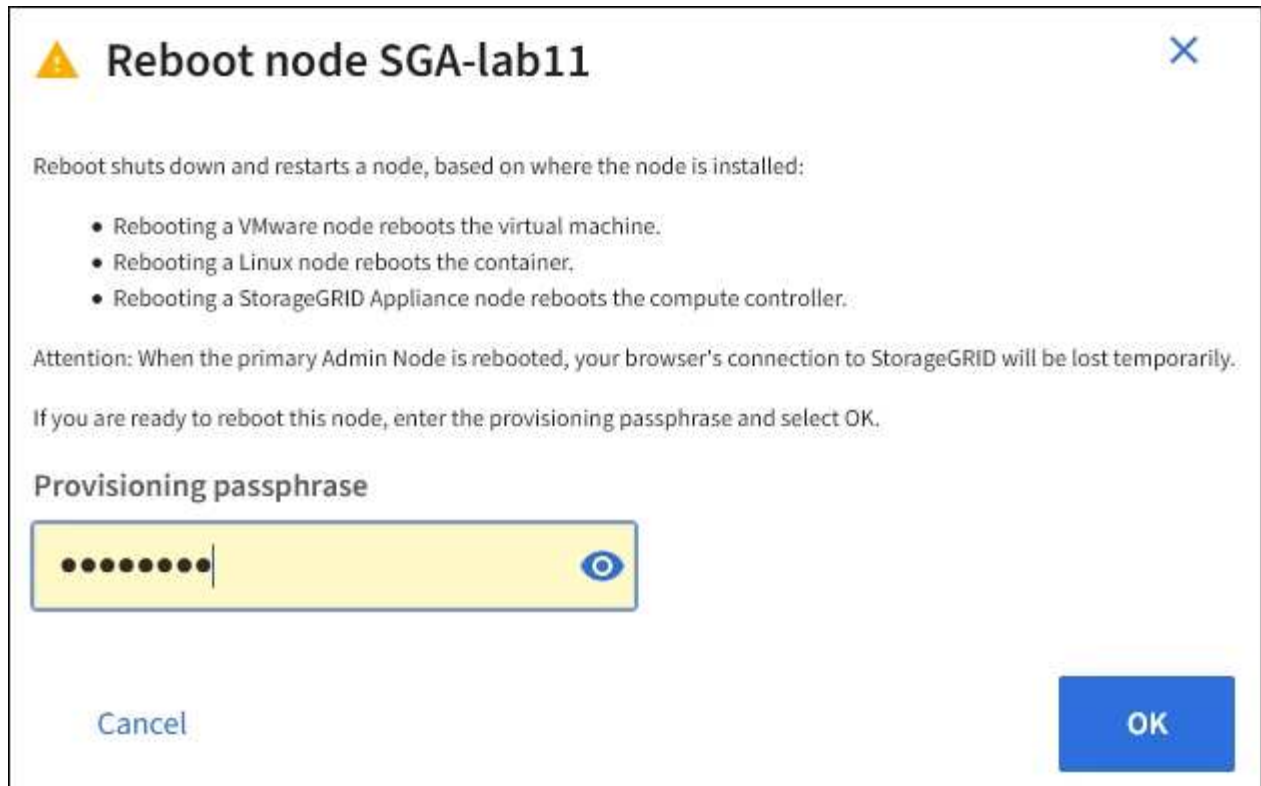 Reboot node SGA-lab11
Reboot shuts down and restarts a node, based on where the node is installed:
• Rebooting a VMware node reboots the virtual machine.
• Rebooting a Linux node reboots the container.
• Rebooting a StorageGRID Appliance node reboots the compute controller.
Attention: When the primary Admin Node is rebooted, your browser's connection to StorageGRID will be lost temporarily.
If you are ready to reboot this node, enter the provisioning passphrase and select OK.
Provisioning passphrase
••••••••
Cancel
OK